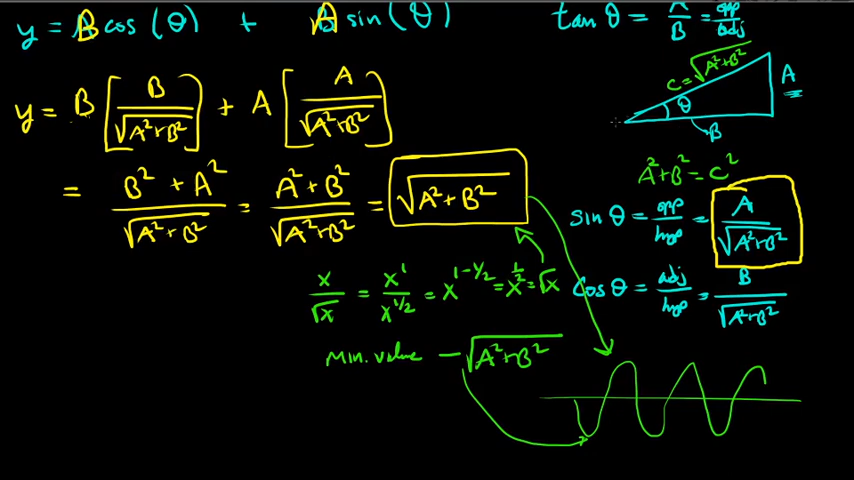 y = B cos (θ) + A sin (θ)
tan θ = A/B = opp/adj
y = B [B/√(A²+B²)] + A [A/√(A²+B²)]
c = √(A²+B²)
A
θ
B
= (B² + A²)/√(A²+B²) = (A² + B²)/√(A²+B²) = √(A² + B²)
A² + B² = C²
sin θ = opp/hyp = A/√(A²+B²)
x/√x = x¹/x^(1/2) = x^(1-1/2) = x^(1/2) = √x
cos θ = adj/hyp = B/√(A²+B²)
min. value -√(A²+B²)